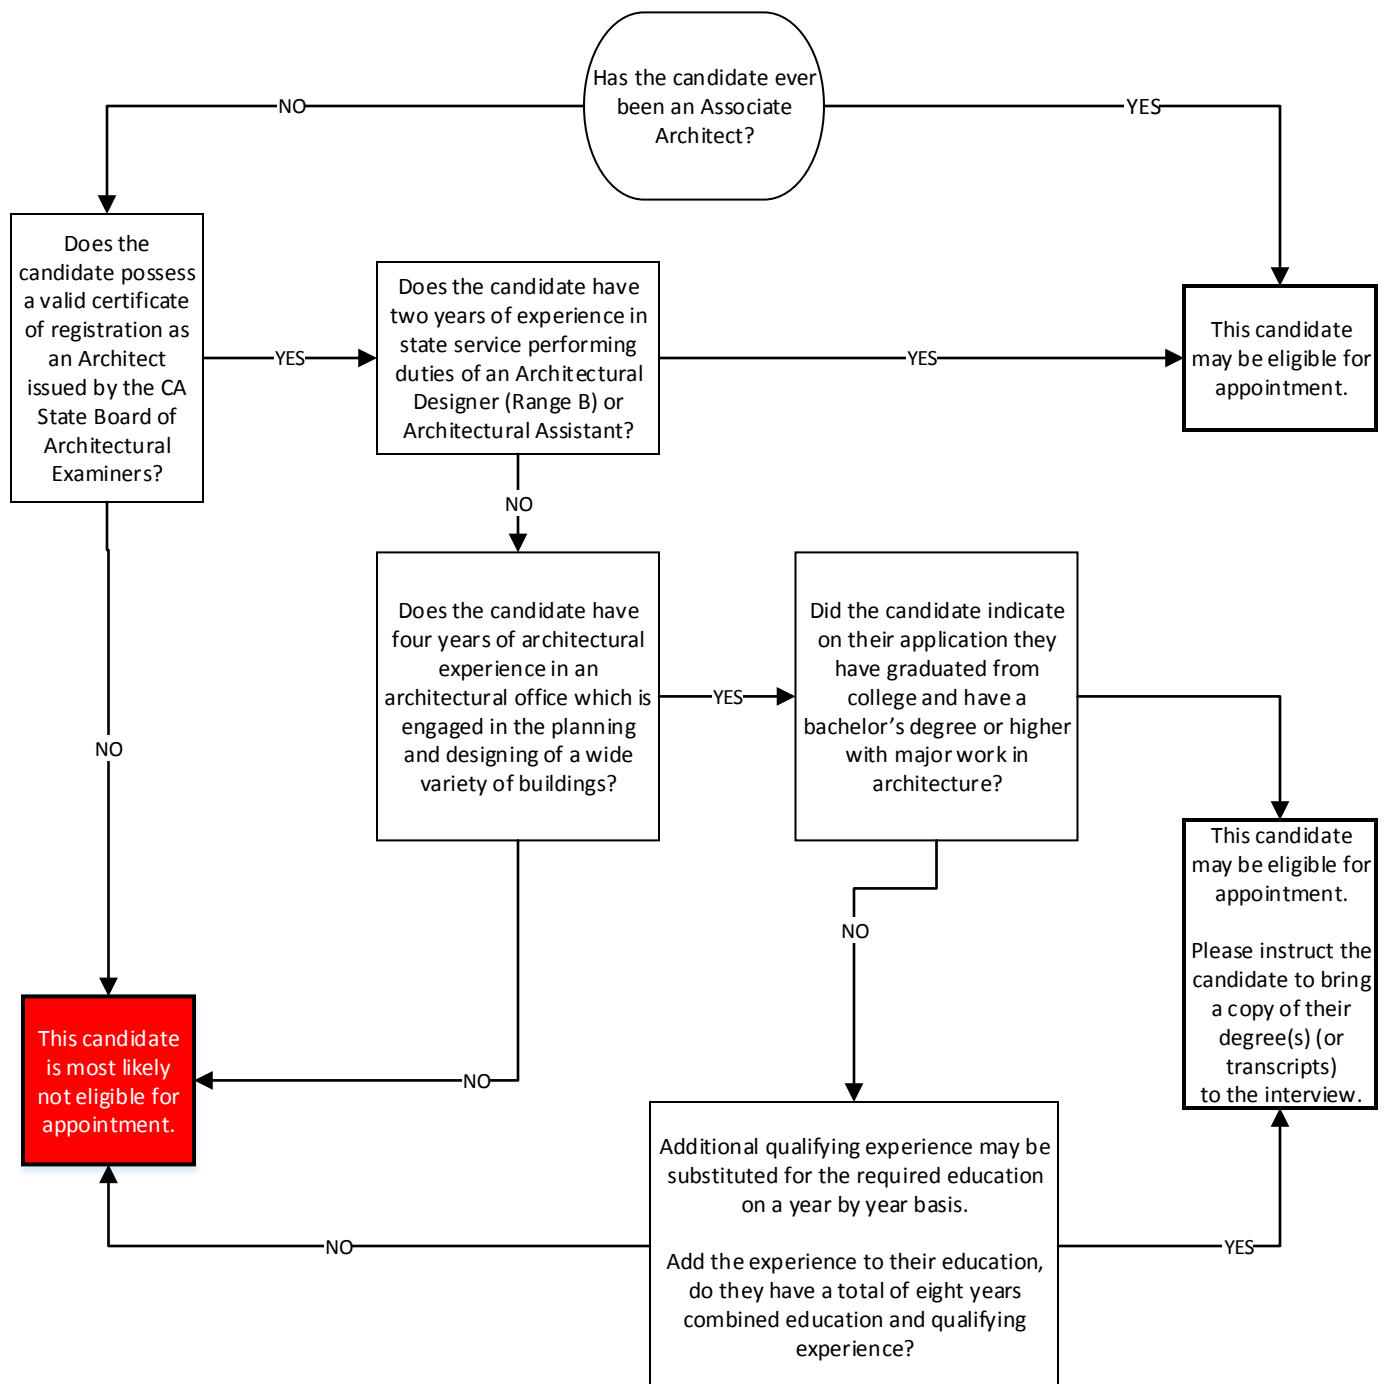 Has the candidate ever
been an Associate
Architect?
NO
YES
Does the
candidate possess
a valid certificate
of registration as
an Architect
issued by the CA
State Board of
Architectural
Examiners?
YES
Does the candidate have
two years of experience in
state service performing
duties of an Architectural
Designer (Range B) or
Architectural Assistant?
YES
This candidate
may be eligible for
appointment.
NO
Does the candidate have
four years of architectural
experience in an
architectural office which is
engaged in the planning
and designing of a wide
variety of buildings?
YES
Did the candidate indicate
on their application they
have graduated from
college and have a
bachelor’s degree or higher
with major work in
architecture?
NO
This candidate
may be eligible for
appointment.
Please instruct the
candidate to bring
a copy of their
degree(s) (or
transcripts)
to the interview.
NO
This candidate
is most likely
not eligible for
appointment.
NO
Additional qualifying experience may be
substituted for the required education
on a year by year basis.
Add the experience to their education,
do they have a total of eight years
combined education and qualifying
experience?
NO
YES